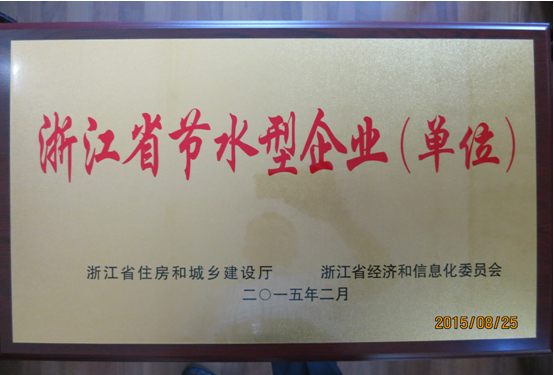 浙江省节水型企业(单位)
浙江省住房和城乡建设厅 浙江省经济和信息化委员会
二〇一五年二月
2015/08/25